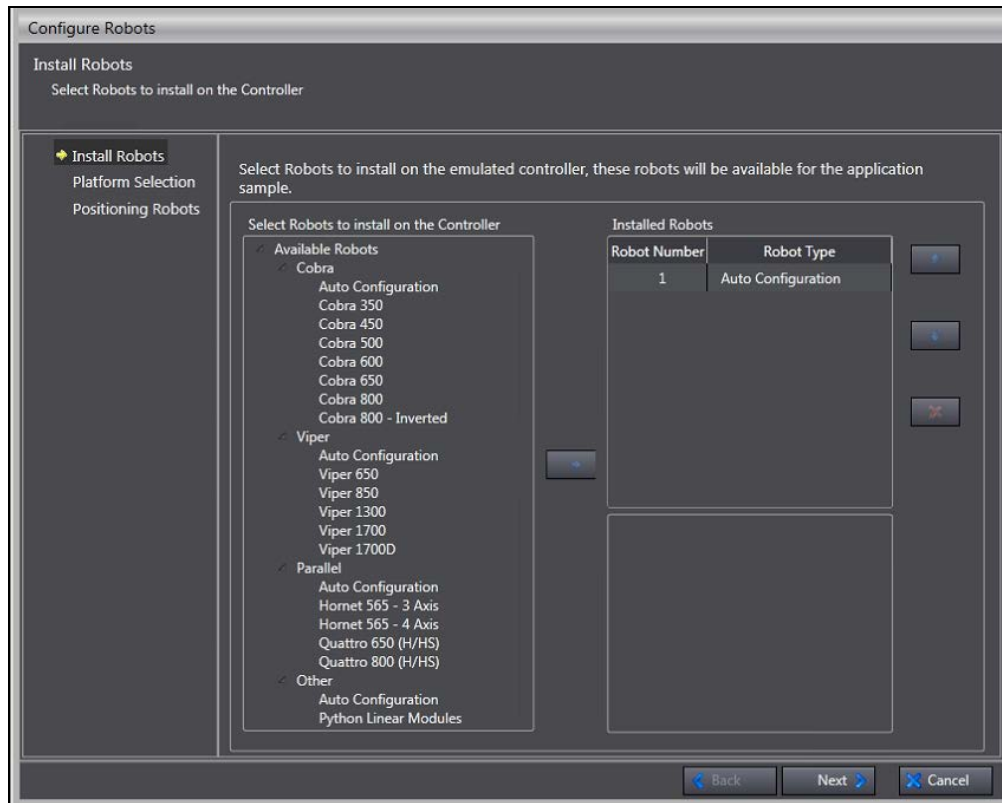 Configure Robots
Install Robots
Select Robots to install on the Controller
Install Robots
Platform Selection
Positioning Robots
Select Robots to install on the emulated controller, these robots will be available for the application
sample.
Select Robots to install on the Controller
Available Robots
Cobra
Auto Configuration
Cobra 350
Cobra 450
Cobra 500
Cobra 600
Cobra 650
Cobra 800
Cobra 800 - Inverted
Viper
Auto Configuration
Viper 650
Viper 850
Viper 1300
Viper 1700
Viper 1700D
Parallel
Auto Configuration
Hornet 565 - 3 Axis
Hornet 565 - 4 Axis
Quattro 650 (H/HS)
Quattro 800 (H/HS)
Other
Auto Configuration
Python Linear Modules
Installed Robots
Robot Number Robot Type
1 Auto Configuration
Back Next Cancel